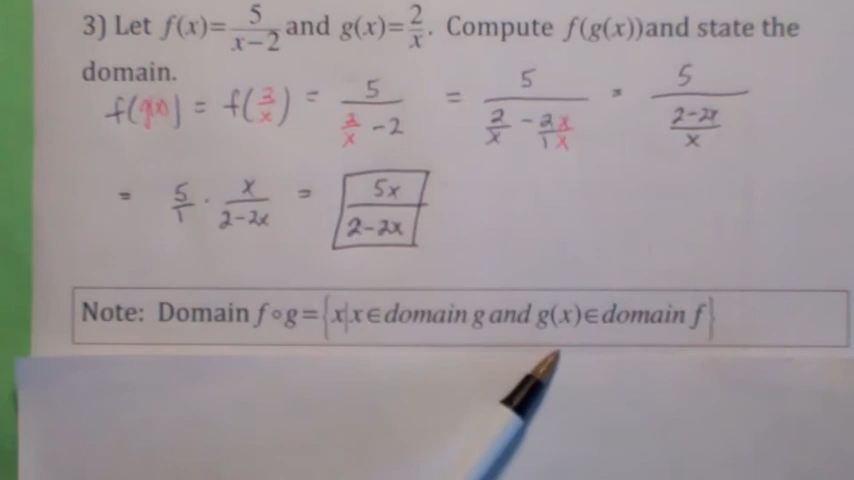 3) Let f(x)=5/(x−2) and g(x)=2/x. Compute f(g(x))and state the
domain.
f(g(x)) = f(2/x) = 5/(2/x −2) = 5/(2/x − 2x/1x) = 5/((2−2x)/x)
= 5/1 · x/(2−2x) = 5x/(2−2x)
Note: Domain f∘g={x|x∈domain g and g(x)∈domain f}